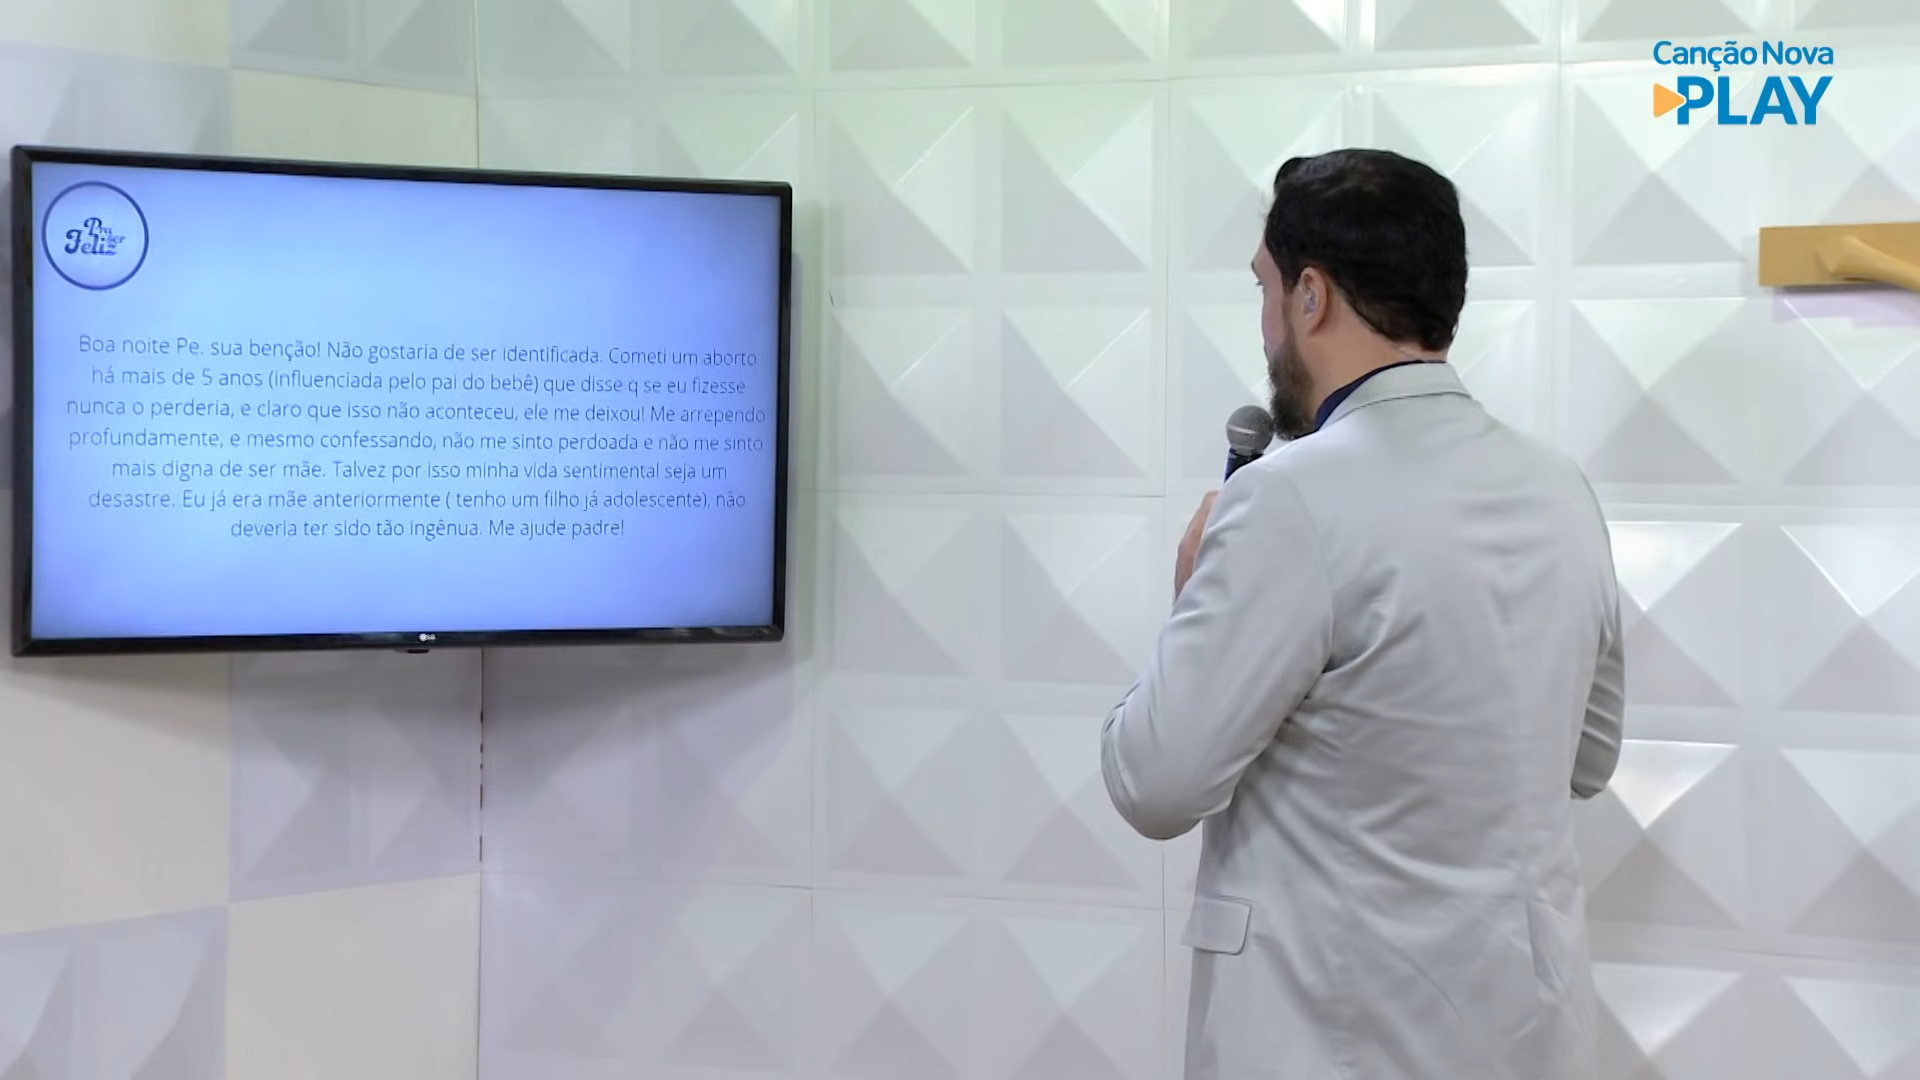 Canção Nova
PLAY
Pra
ser
Feliz
Boa noite Pe. sua benção! Não gostaria de ser identificada. Cometi um aborto
há mais de 5 anos (influenciada pelo pai do bebê) que disse q se eu fizesse
nunca o perderia, e claro que isso não aconteceu, ele me deixou! Me arrependo
profundamente, e mesmo confessando, não me sinto perdoada e não me sinto
mais digna de ser mãe. Talvez por isso minha vida sentimental seja um
desastre. Eu já era mãe anteriormente ( tenho um filho já adolescente), não
deveria ter sido tão ingênua. Me ajude padre!
LG